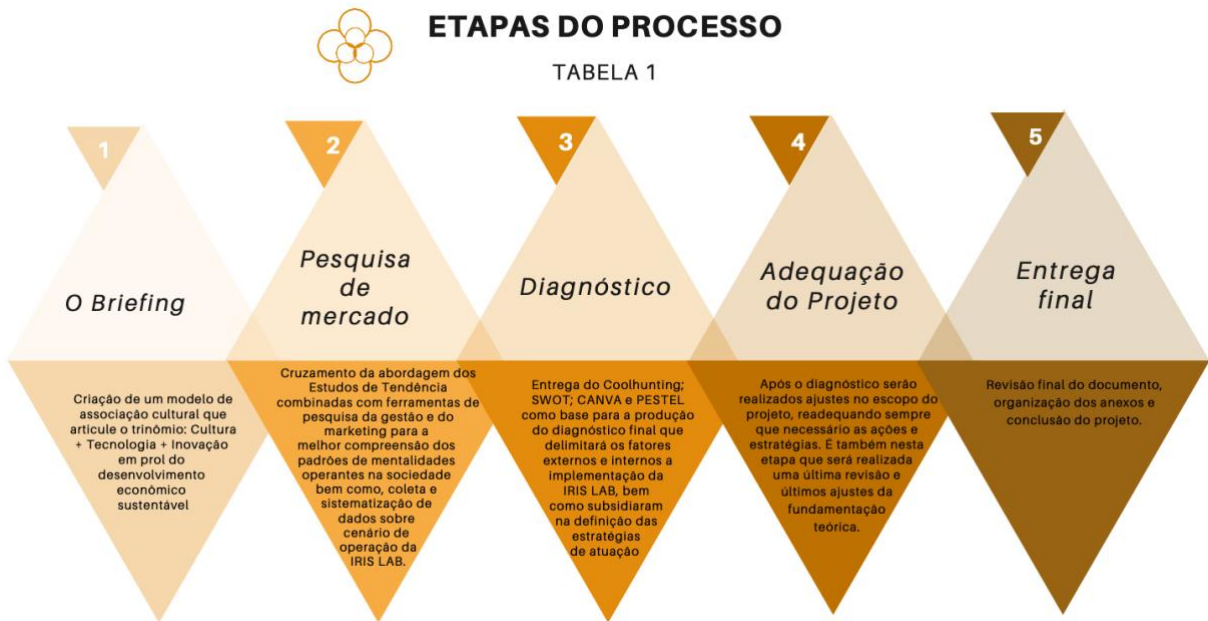 ETAPAS DO PROCESSO
TABELA 1
1
O Briefing
Criação de um modelo de
associação cultural que
articule o trinômio: Cultura
+ Tecnologia + Inovação
em prol do
desenvolvimento
econômico
sustentável
2
Pesquisa
de
mercado
Cruzamento da abordagem dos
Estudos de Tendência
combinadas com ferramentas de
pesquisa da gestão e do
marketing para a
melhor compreensão dos
padrões de mentalidades
operantes na sociedade
bem como, coleta e
sistematização de
dados sobre
cenário de
operação da
IRIS LAB.
3
Diagnóstico
Entrega do Coolhunting;
SWOT; CANVA e PESTEL
como base para a produção
do diagnóstico final que
delimitará os fatores
externos e internos a
implementação da
IRIS LAB, bem
como subsidiaram
na definição das
estratégias
de atuação
4
Adequação
do Projeto
Após o diagnóstico serão
realizados ajustes no escopo do
projeto, readequando sempre
que necessário as ações e
estratégias. É também nesta
etapa que será realizada
uma última revisão e
últimos ajustes da
fundamentação
teórica.
5
Entrega
final
Revisão final do documento,
organização dos anexos e
conclusão do projeto.